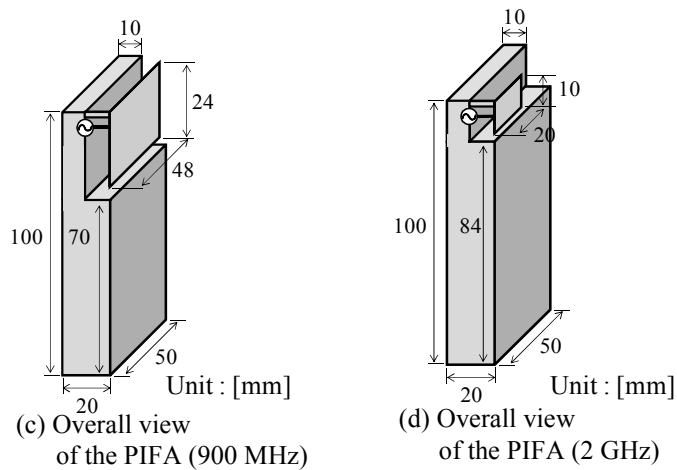 10
24
48
100
70
50
20
Unit : [mm]
(c) Overall view
of the PIFA (900 MHz)
10
10
20
100
84
50
20
Unit : [mm]
(d) Overall view
of the PIFA (2 GHz)